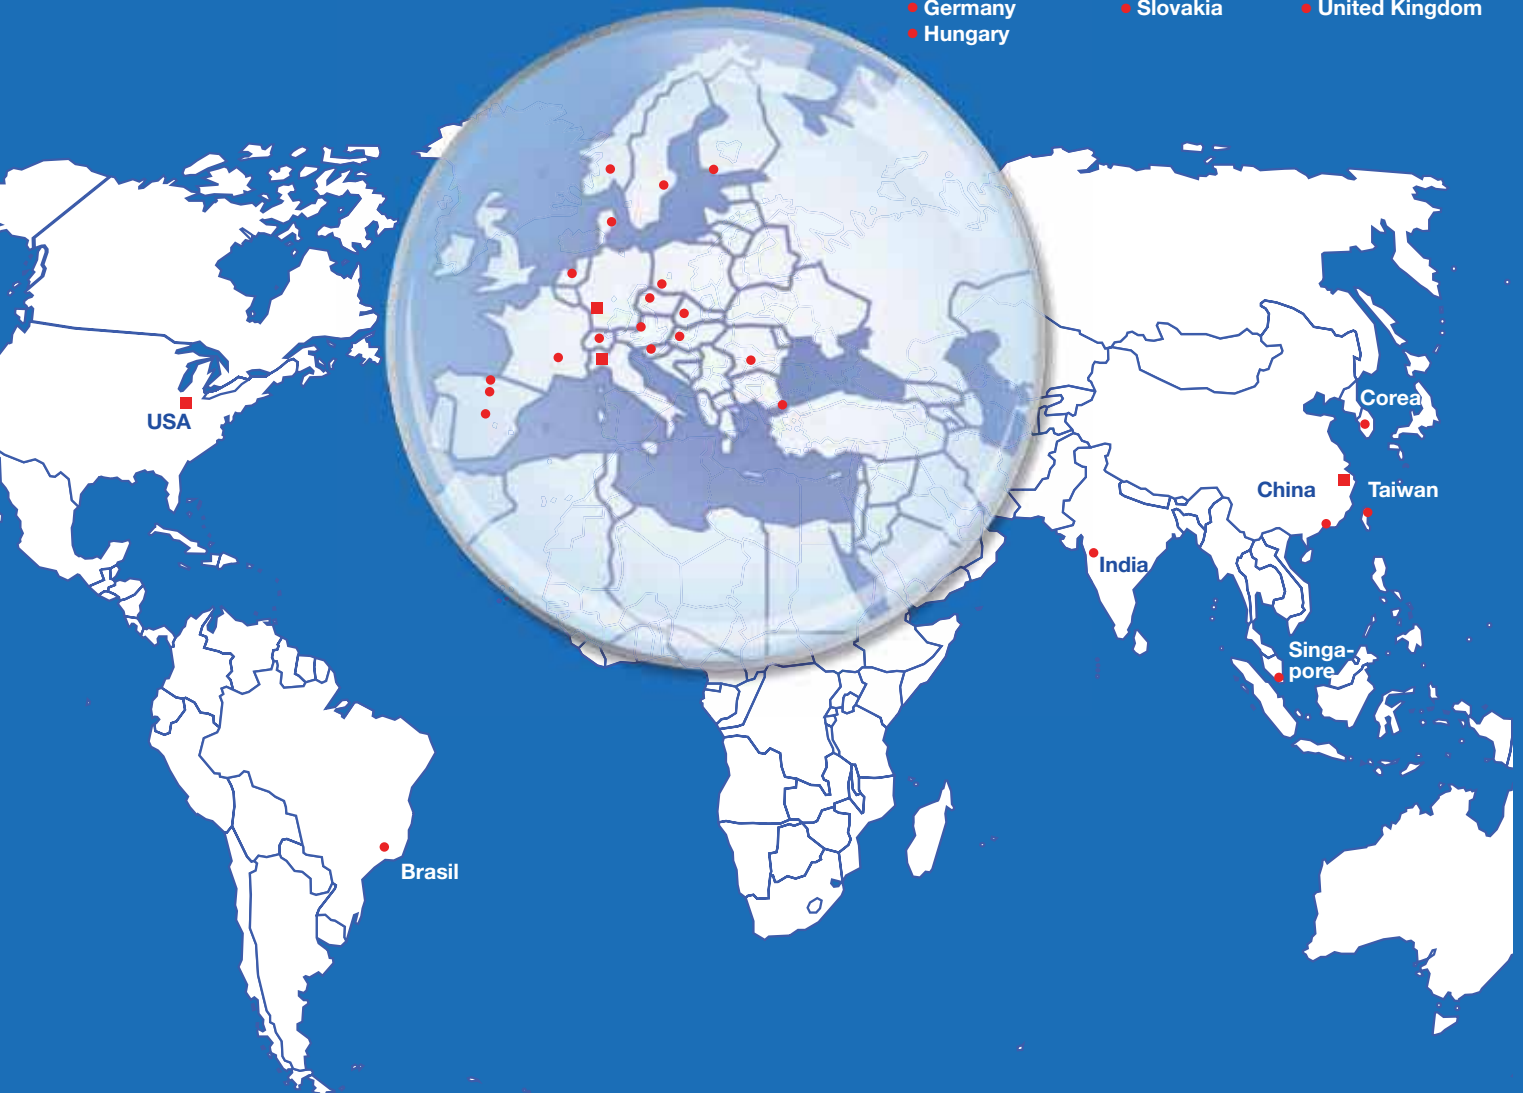 Germany
Slovakia
United Kingdom
Hungary
USA
Corea
China
Taiwan
India
Singa-
pore
Brasil